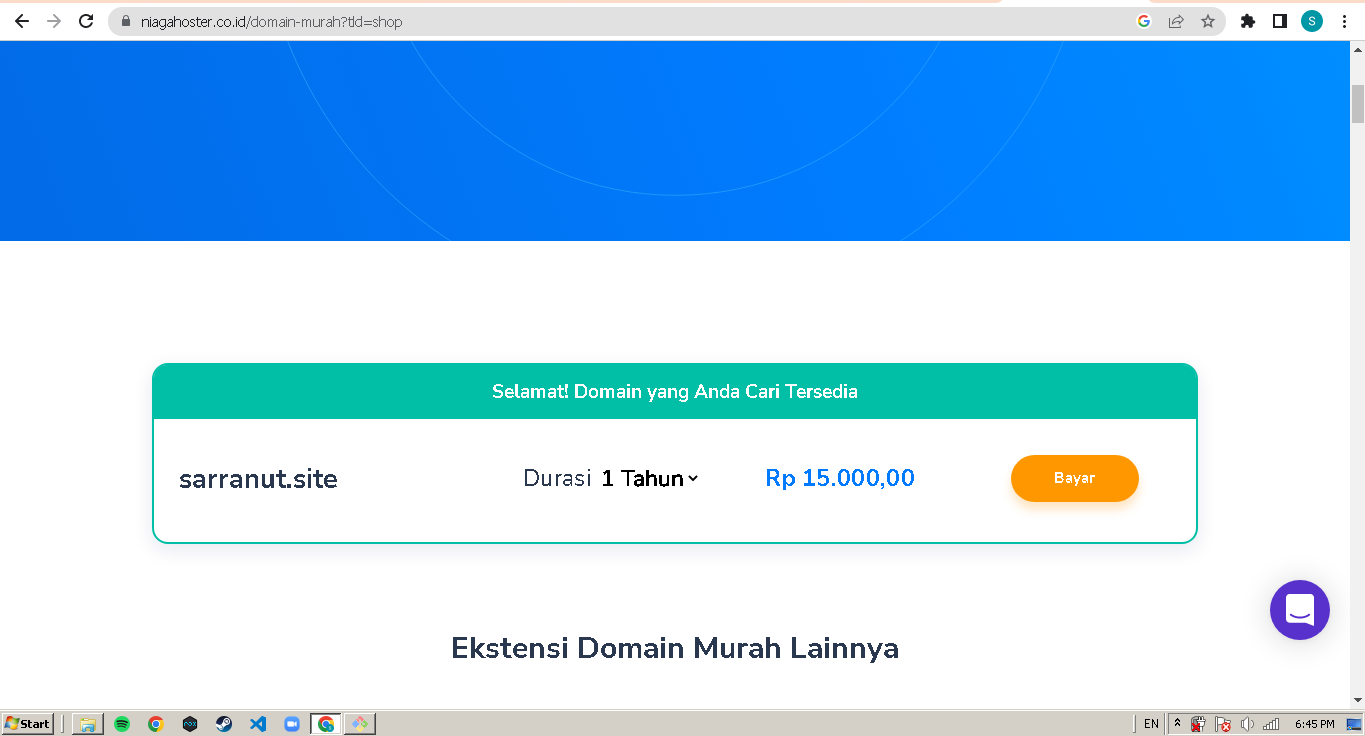 niagahoster.co.id/domain-murah?tld=shop
S
Selamat! Domain yang Anda Cari Tersedia
sarranut.site
Durasi 1 Tahun
Rp 15.000,00
Bayar
Ekstensi Domain Murah Lainnya
Start
EN
6:45 PM